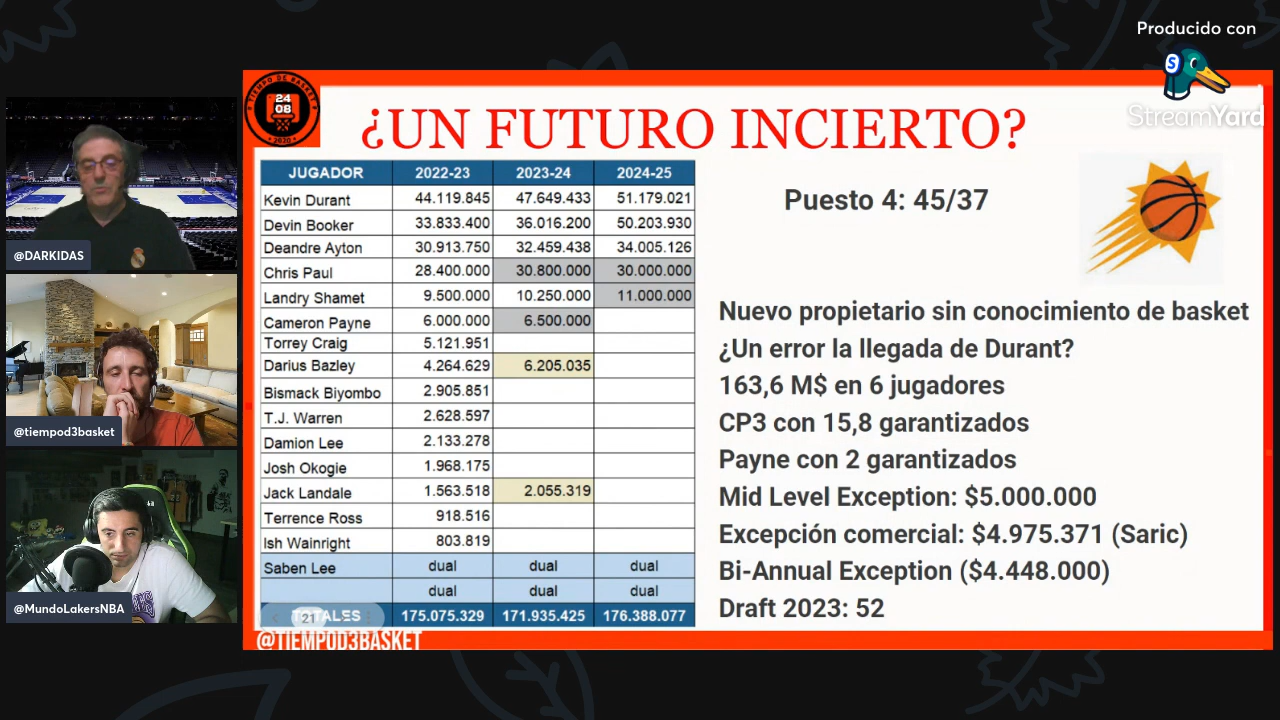 Producido con
StreamYard
S
TIEMPO DE BASKET
24
08
2020
¿UN FUTURO INCIERTO?
JUGADOR 2022-23 2023-24 2024-25
Kevin Durant 44.119.845 47.649.433 51.179.021
Devin Booker 33.833.400 36.016.200 50.203.930
Deandre Ayton 30.913.750 32.459.438 34.005.126
Chris Paul 28.400.000 30.800.000 30.000.000
Landry Shamet 9.500.000 10.250.000 11.000.000
Cameron Payne 6.000.000 6.500.000
Torrey Craig 5.121.951
Darius Bazley 4.264.629 6.205.035
Bismack Biyombo 2.905.851
T.J. Warren 2.628.597
Damion Lee 2.133.278
Josh Okogie 1.968.175
Jack Landale 1.563.518 2.055.319
Terrence Ross 918.516
Ish Wainright 803.819
Saben Lee dual dual dual
dual dual dual
TOTALES 175.075.329 171.935.425 176.388.077
21
@TIEMPOD3BASKET
Puesto 4: 45/37
Nuevo propietario sin conocimiento de basket
¿Un error la llegada de Durant?
163,6 M$ en 6 jugadores
CP3 con 15,8 garantizados
Payne con 2 garantizados
Mid Level Exception: $5.000.000
Excepción comercial: $4.975.371 (Saric)
Bi-Annual Exception ($4.448.000)
Draft 2023: 52
@DARKIDAS
@tiempod3basket
@MundoLakersNBA